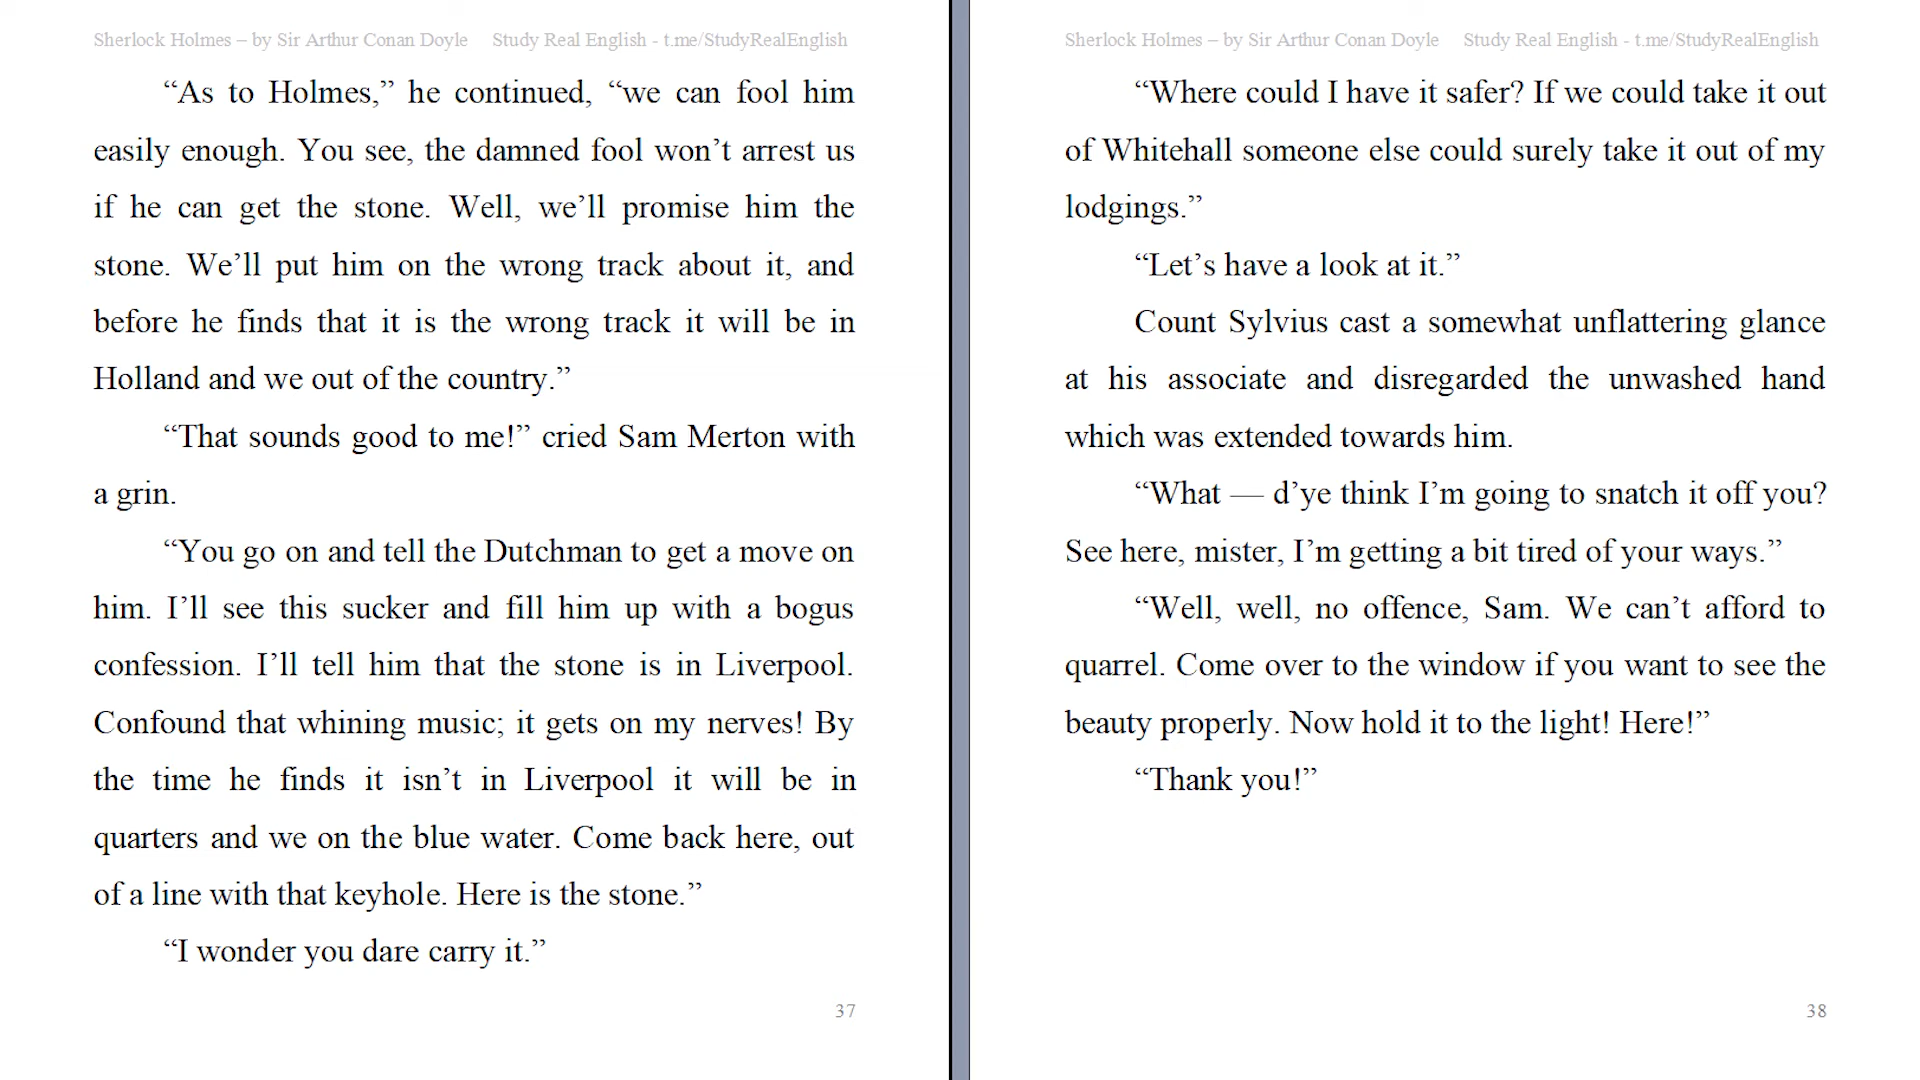 Sherlock Holmes – by Sir Arthur Conan Doyle Study Real English - t.me/StudyRealEnglish
“As to Holmes,” he continued, “we can fool him
easily enough. You see, the damned fool won’t arrest us
if he can get the stone. Well, we’ll promise him the
stone. We’ll put him on the wrong track about it, and
before he finds that it is the wrong track it will be in
Holland and we out of the country.”
“That sounds good to me!” cried Sam Merton with
a grin.
“You go on and tell the Dutchman to get a move on
him. I’ll see this sucker and fill him up with a bogus
confession. I’ll tell him that the stone is in Liverpool.
Confound that whining music; it gets on my nerves! By
the time he finds it isn’t in Liverpool it will be in
quarters and we on the blue water. Come back here, out
of a line with that keyhole. Here is the stone.”
“I wonder you dare carry it.”
37
Sherlock Holmes – by Sir Arthur Conan Doyle Study Real English - t.me/StudyRealEnglish
“Where could I have it safer? If we could take it out
of Whitehall someone else could surely take it out of my
lodgings.”
“Let’s have a look at it.”
Count Sylvius cast a somewhat unflattering glance
at his associate and disregarded the unwashed hand
which was extended towards him.
“What — d’ye think I’m going to snatch it off you?
See here, mister, I’m getting a bit tired of your ways.”
“Well, well, no offence, Sam. We can’t afford to
quarrel. Come over to the window if you want to see the
beauty properly. Now hold it to the light! Here!”
“Thank you!”
38